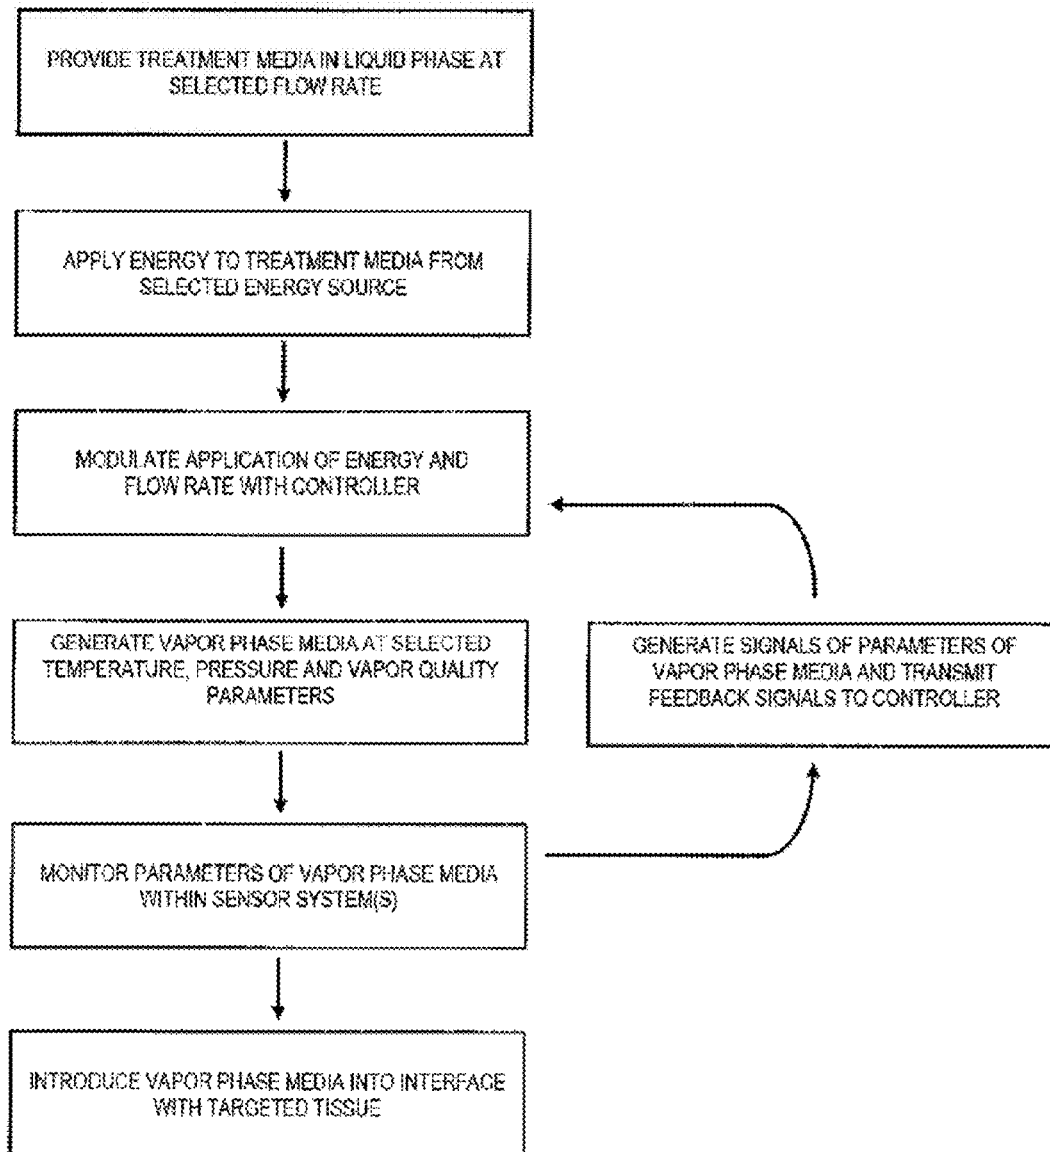 PROVIDE TREATMENT MEDIA IN LIQUID PHASE AT
SELECTED FLOW RATE
APPLY ENERGY TO TREATMENT MEDIA FROM
SELECTED ENERGY SOURCE
MODULATE APPLICATION OF ENERGY AND
FLOW RATE WITH CONTROLLER
GENERATE VAPOR PHASE MEDIA AT SELECTED
TEMPERATURE, PRESSURE AND VAPOR QUALITY
PARAMETERS
GENERATE SIGNALS OF PARAMETERS OF
VAPOR PHASE MEDIA AND TRANSMIT
FEEDBACK SIGNALS TO CONTROLLER
MONITOR PARAMETERS OF VAPOR PHASE MEDIA
WITHIN SENSOR SYSTEM(S)
INTRODUCE VAPOR PHASE MEDIA INTO INTERFACE
WITH TARGETED TISSUE